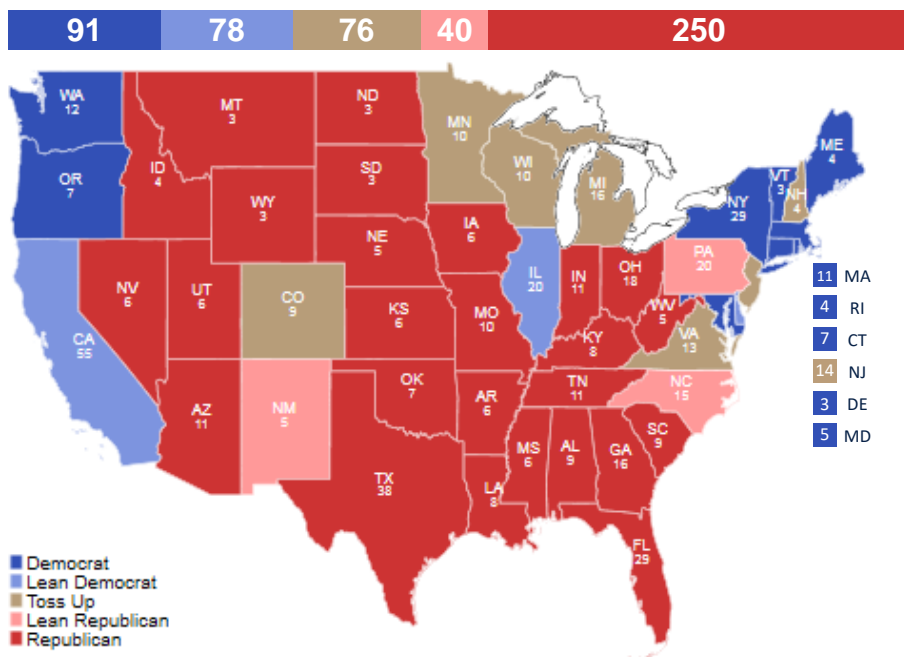 91 78 76 40 250
WA
12
MT
3
ND
3
MN
10
ME
4
OR
7
ID
4
SD
3
WI
10
MI
16
VT
3
NH
4
NY
29
WY
3
IA
6
NE
5
PA
20
NV
6
UT
6
CO
9
IL
20
IN
11
OH
18
WV
5
VA
13
KS
6
MO
10
KY
8
CA
55
AZ
11
NM
5
OK
7
AR
6
TN
11
NC
15
SC
9
MS
6
AL
9
GA
16
TX
38
LA
8
FL
29
11 MA
4 RI
7 CT
14 NJ
3 DE
5 MD
Democrat
Lean Democrat
Toss Up
Lean Republican
Republican